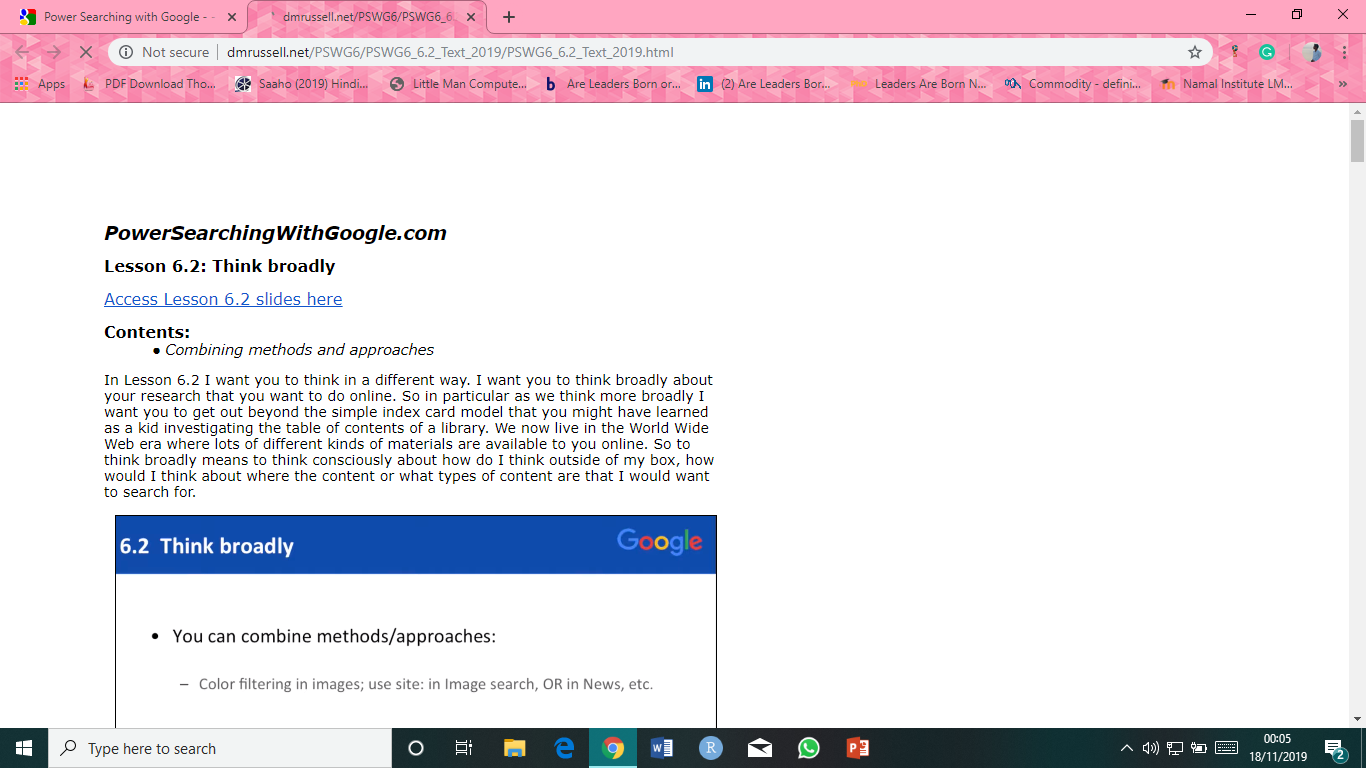 Power Searching with Google -
dmrussell.net/PSWG6/PSWG6_6
Not secure
dmrussell.net/PSWG6/PSWG6_6.2_Text_2019/PSWG6_6.2_Text_2019.html
Apps
PDF Download Tho...
Saaho (2019) Hindi...
Little Man Compute...
Are Leaders Born or...
(2) Are Leaders Bor...
Leaders Are Born N...
Commodity - defini...
Namal Institute LM...
PowerSearchingWithGoogle.com
Lesson 6.2: Think broadly
Access Lesson 6.2 slides here
Contents:
● Combining methods and approaches
In Lesson 6.2 I want you to think in a different way. I want you to think broadly about
your research that you want to do online. So in particular as we think more broadly I
want you to get out beyond the simple index card model that you might have learned
as a kid investigating the table of contents of a library. We now live in the World Wide
Web era where lots of different kinds of materials are available to you online. So to
think broadly means to think consciously about how do I think outside of my box, how
would I think about where the content or what types of content are that I would want
to search for.
6.2 Think broadly
Google
• You can combine methods/approaches:
– Color filtering in images; use site: in Image search, OR in News, etc.
Type here to search
00:05
18/11/2019
2